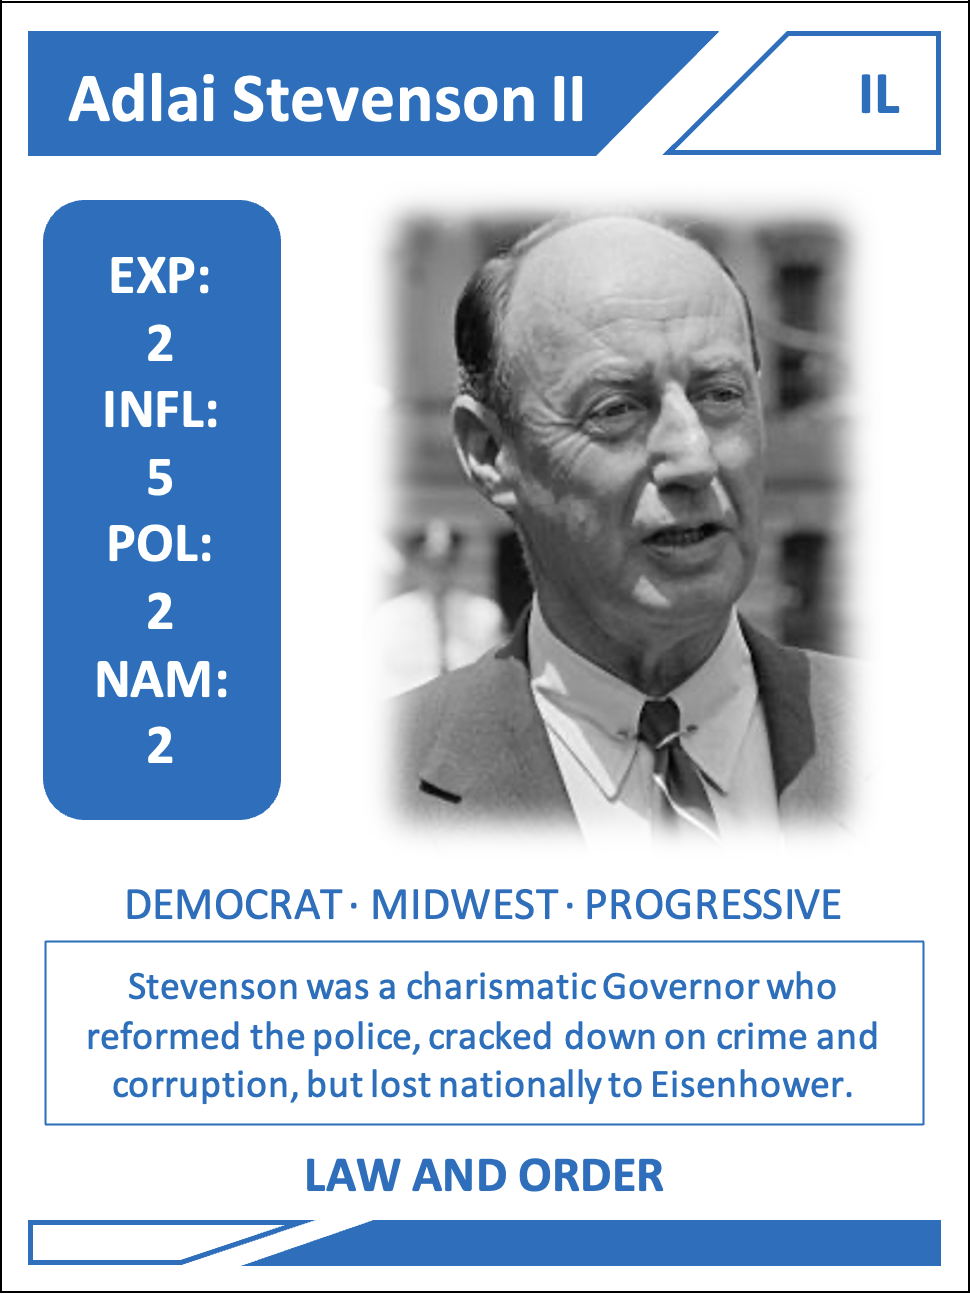 Adlai Stevenson II
IL
EXP:
2
INFL:
5
POL:
2
NAM:
2
DEMOCRAT · MIDWEST · PROGRESSIVE
Stevenson was a charismatic Governor who
reformed the police, cracked down on crime and
corruption, but lost nationally to Eisenhower.
LAW AND ORDER